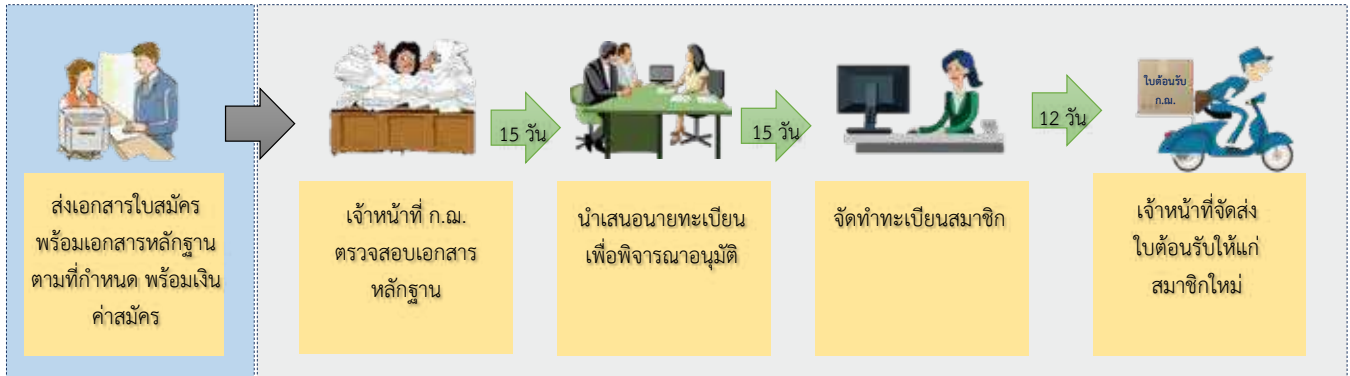 ใบต้อนรับ
ก.ฌ.
15 วัน
15 วัน
12 วัน
ส่งเอกสารใบสมัคร
พร้อมเอกสารหลักฐาน
ตามที่กำหนด พร้อมเงิน
ค่าสมัคร
เจ้าหน้าที่ ก.ฌ.
ตรวจสอบเอกสาร
หลักฐาน
นำเสนอนายทะเบียน
เพื่อพิจารณาอนุมัติ
จัดทำทะเบียนสมาชิก
เจ้าหน้าที่จัดส่ง
ใบต้อนรับให้แก่
สมาชิกใหม่